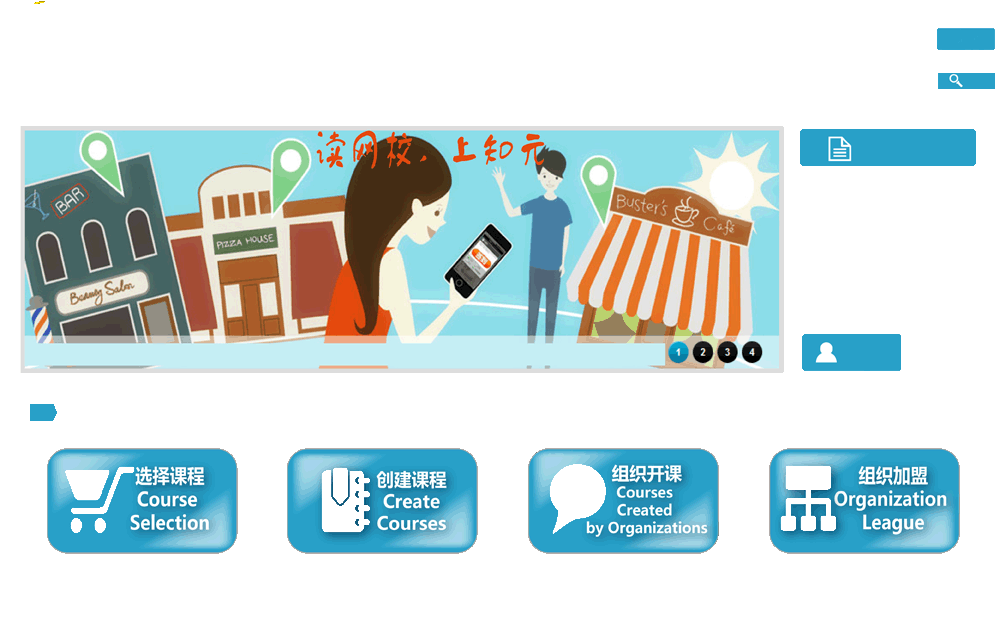 读网校，上知元
BAR
PIZZA HOUSE
Beauty Salon
Buster's Café
1 2 3 4
选择课程
Course
Selection
创建课程
Create
Courses
组织开课
Courses
Created
by Organizations
组织加盟
Organization
League